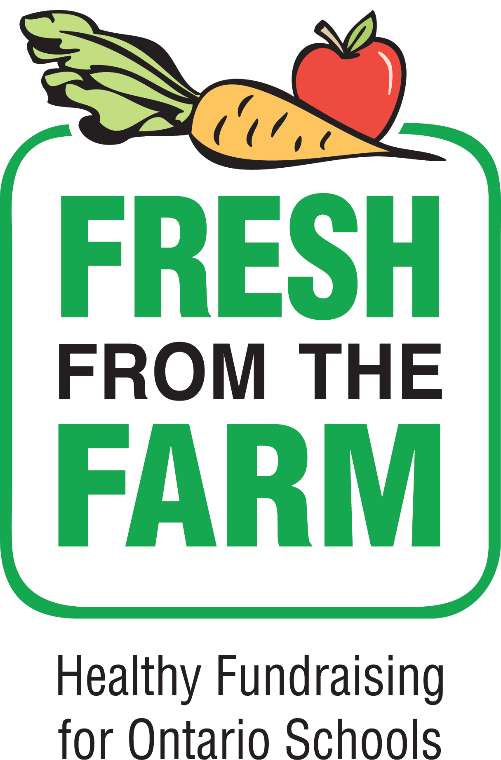 FRESH
FROM THE
FARM
Healthy Fundraising
for Ontario Schools